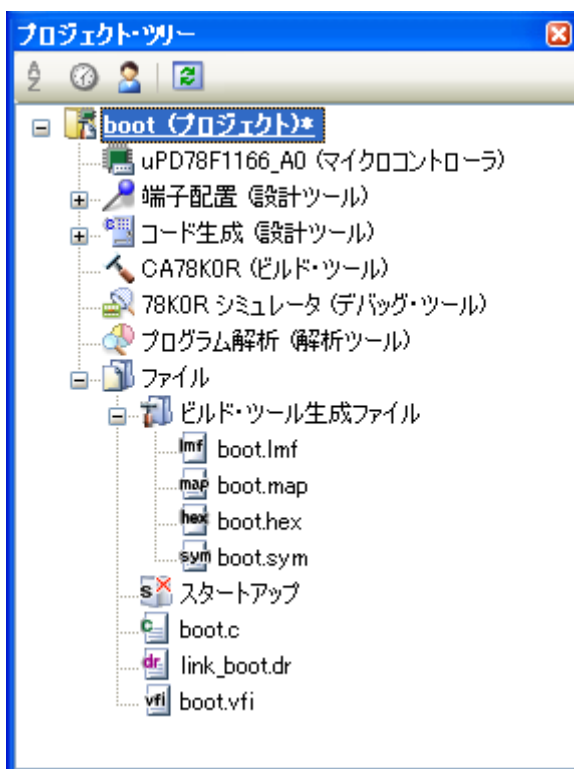 プロジェクト・ツリー
boot (プロジェクト)*
uPD78F1166_A0 (マイクロコントローラ)
端子配置 (設計ツール)
コード生成 (設計ツール)
CA78K0R (ビルド・ツール)
78K0R シミュレータ (デバッグ・ツール)
プログラム解析 (解析ツール)
ファイル
ビルド・ツール生成ファイル
lmf boot.lmf
map boot.map
hex boot.hex
sym boot.sym
s スタートアップ
c boot.c
dr link_boot.dr
vfi boot.vfi